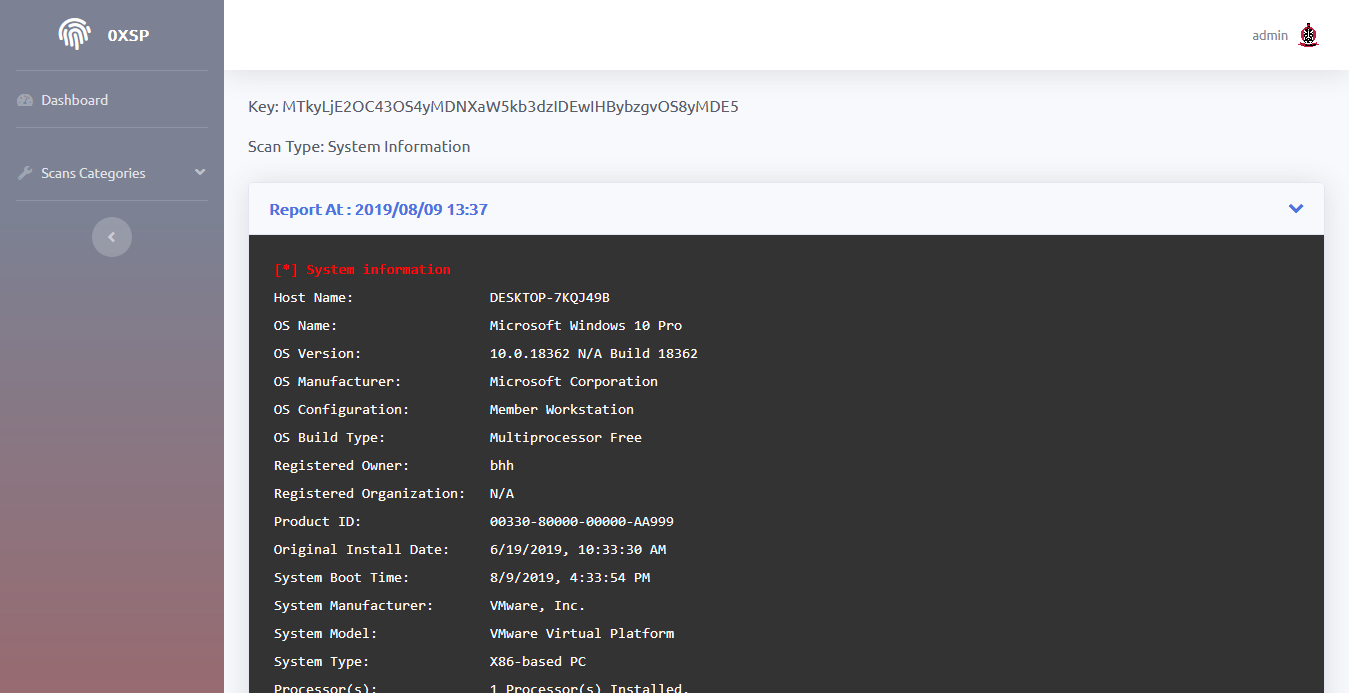 0XSP
admin
Dashboard
Scans Categories
Key: MTkyLjE2OC43OS4yMDNXaW5kb3dzIDEwIHBybzgvOS8yMDE5
Scan Type: System Information
Report At : 2019/08/09 13:37
[*] System information
Host Name: DESKTOP-7KQJ49B
OS Name: Microsoft Windows 10 Pro
OS Version: 10.0.18362 N/A Build 18362
OS Manufacturer: Microsoft Corporation
OS Configuration: Member Workstation
OS Build Type: Multiprocessor Free
Registered Owner: bhh
Registered Organization: N/A
Product ID: 00330-80000-00000-AA999
Original Install Date: 6/19/2019, 10:33:30 AM
System Boot Time: 8/9/2019, 4:33:54 PM
System Manufacturer: VMware, Inc.
System Model: VMware Virtual Platform
System Type: X86-based PC
Processor(s): 1 Processor(s) Installed.